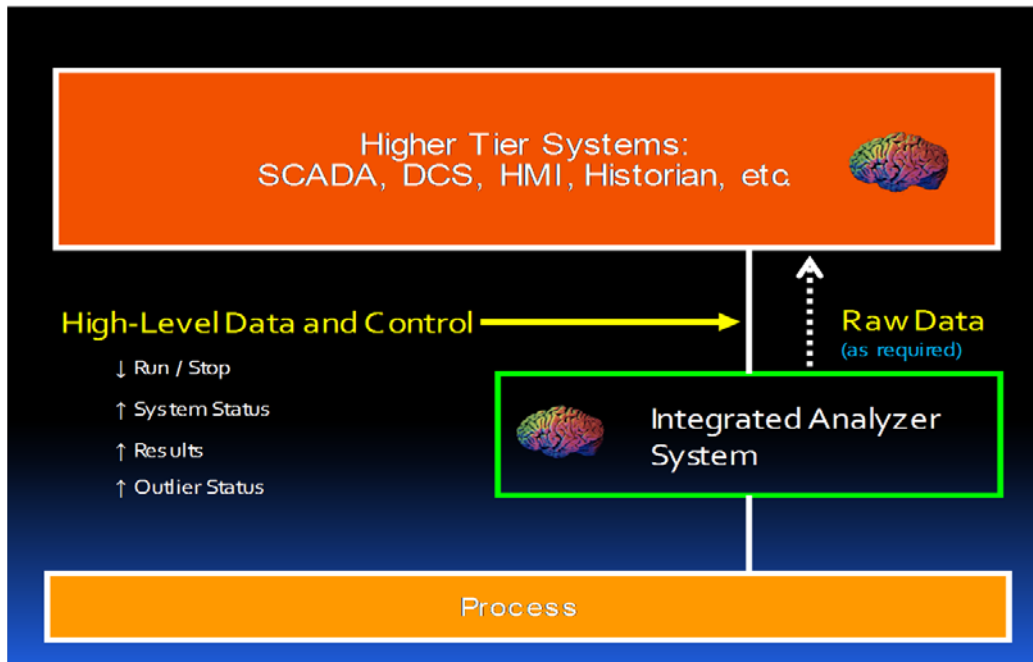 Higher Tier Systems:
SCADA, DCS, HMI, Historian, etc.
High-Level Data and Control
↓ Run / Stop
↑ System Status
↑ Results
↑ Outlier Status
Raw Data
(as required)
Integrated Analyzer
System
Process